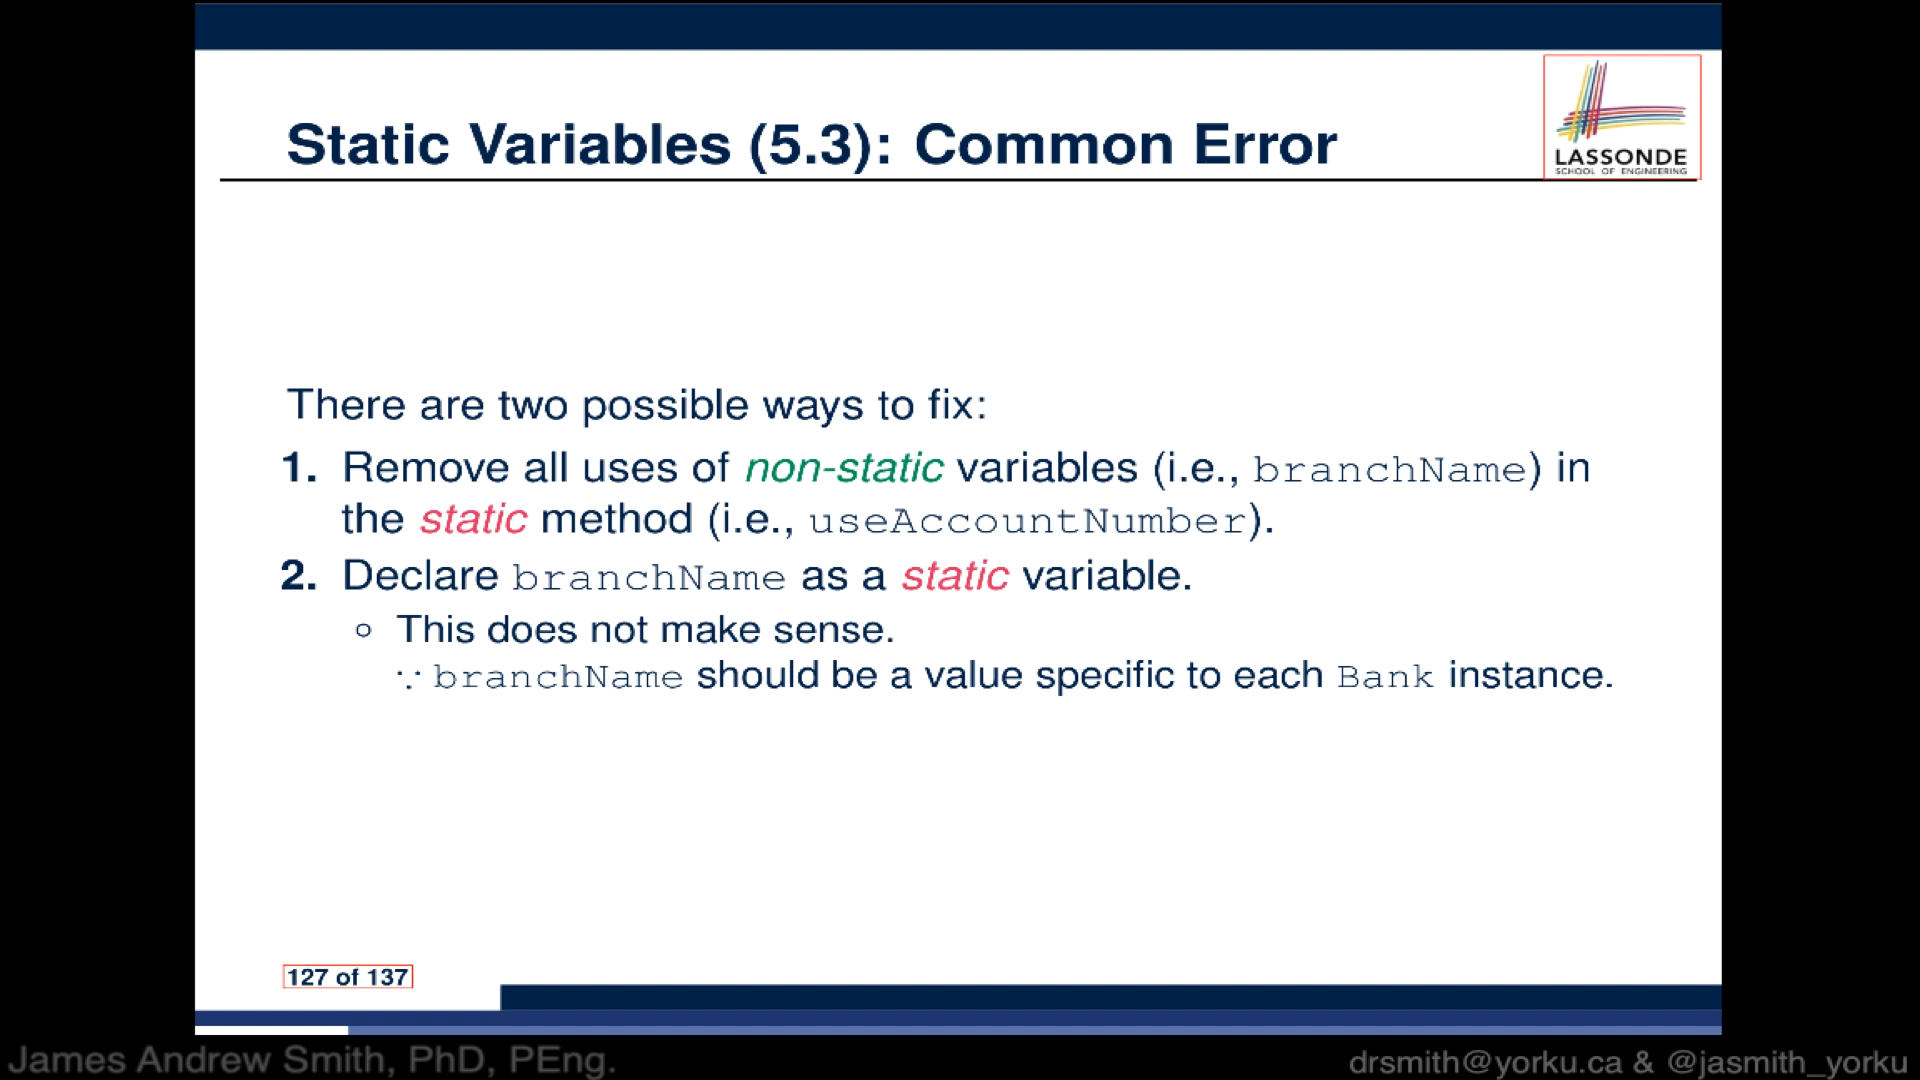 Static Variables (5.3): Common Error
LASSONDE
SCHOOL OF ENGINEERING
There are two possible ways to fix:
1. Remove all uses of non-static variables (i.e., branchName) in
the static method (i.e., useAccountNumber).
2. Declare branchName as a static variable.
◦ This does not make sense.
∵ branchName should be a value specific to each Bank instance.
127 of 137
James Andrew Smith, PhD, PEng.
drsmith@yorku.ca & @jasmith_yorku